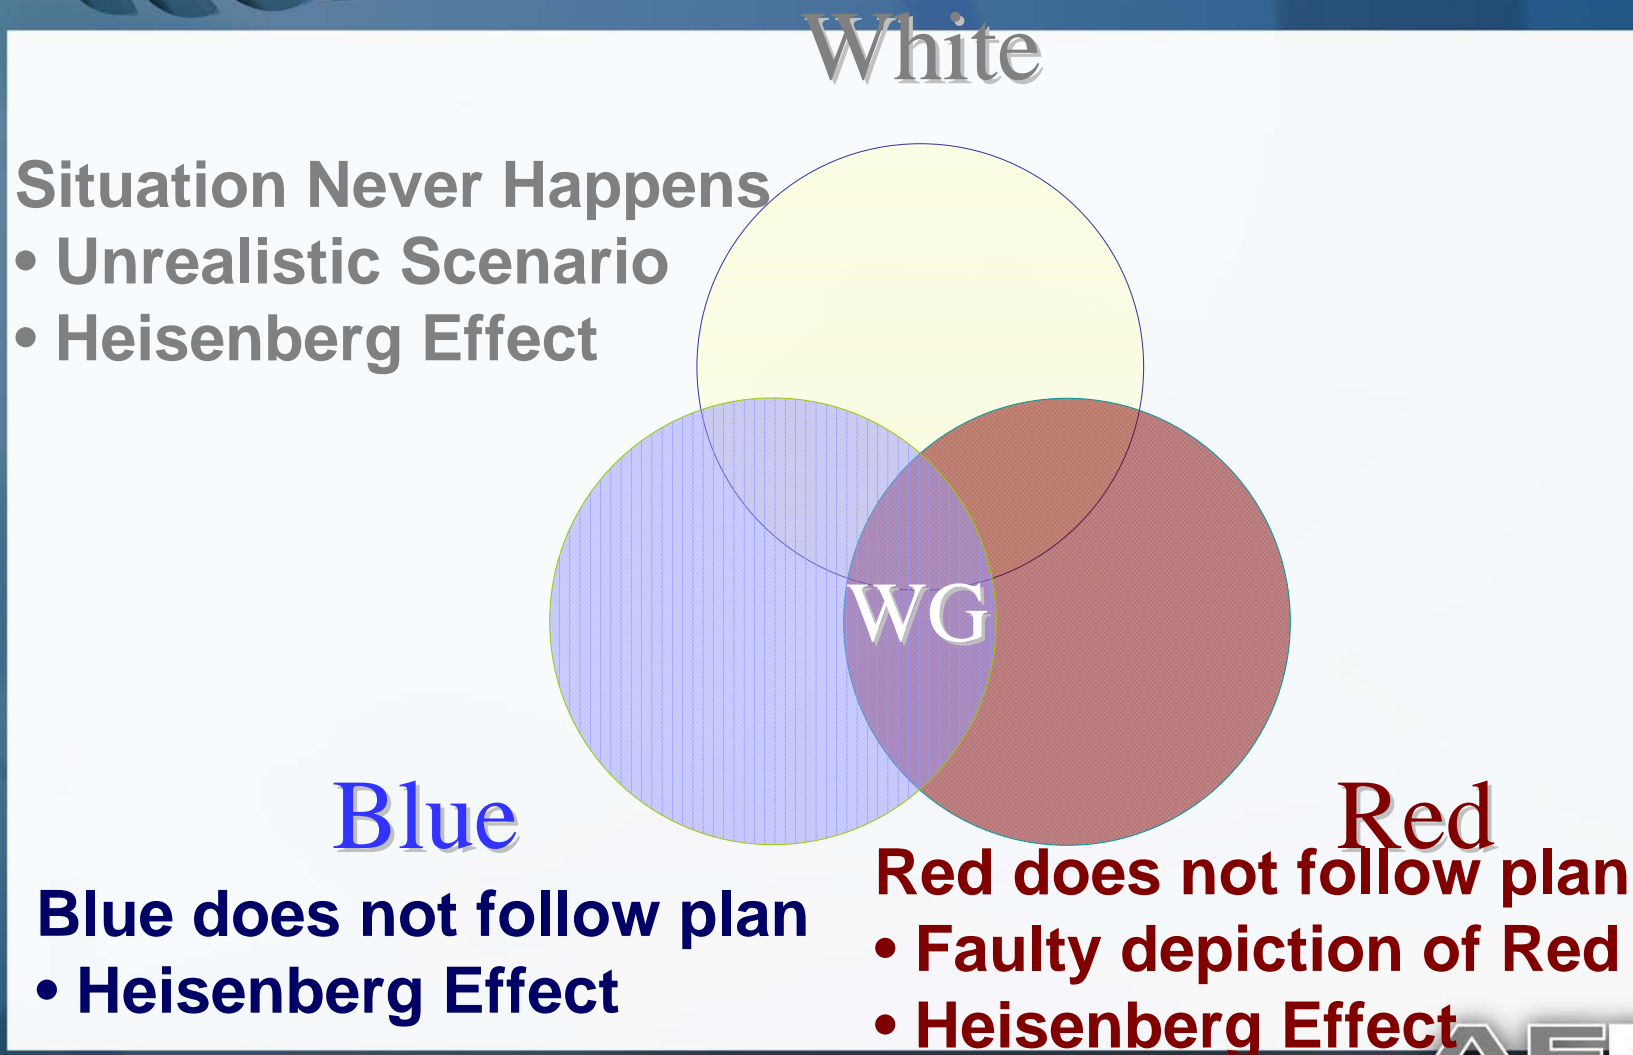 White
Situation Never Happens
• Unrealistic Scenario
• Heisenberg Effect
WG
Blue
Blue does not follow plan
• Heisenberg Effect
Red
Red does not follow plan
• Faulty depiction of Red
• Heisenberg Effect